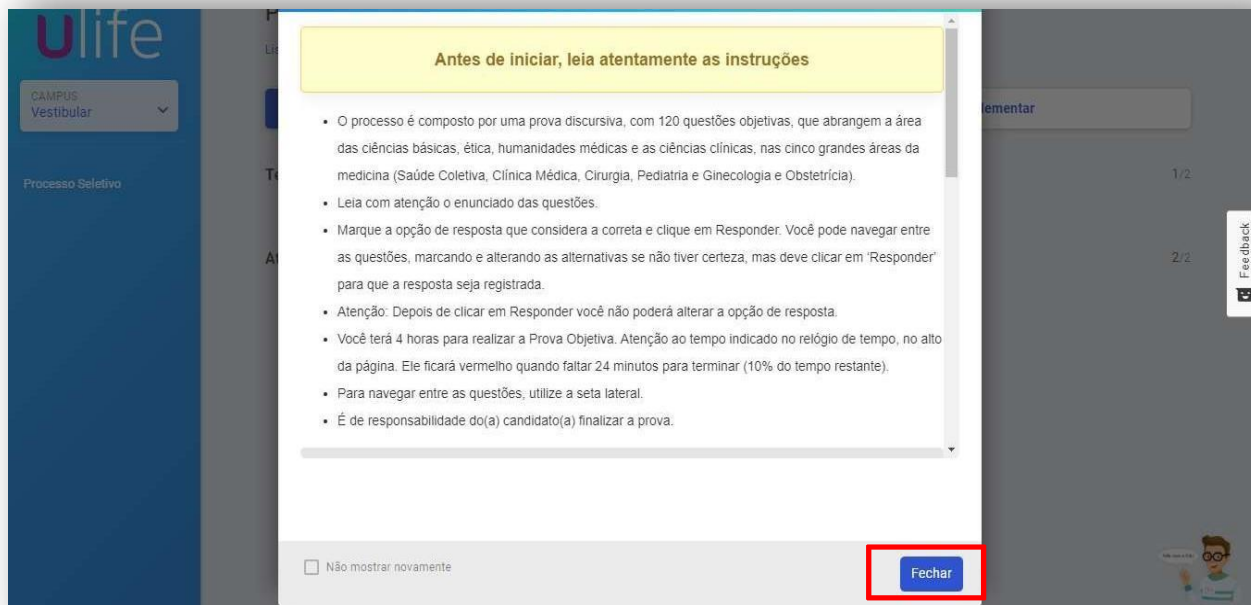 Ulife
CAMPUS
Vestibular
Processo Seletivo
Antes de iniciar, leia atentamente as instruções
• O processo é composto por uma prova discursiva, com 120 questões objetivas, que abrangem a área
das ciências básicas, ética, humanidades médicas e as ciências clínicas, nas cinco grandes áreas da
medicina (Saúde Coletiva, Clínica Médica, Cirurgia, Pediatria e Ginecologia e Obstetrícia).
• Leia com atenção o enunciado das questões.
• Marque a opção de resposta que considera a correta e clique em Responder. Você pode navegar entre
as questões, marcando e alterando as alternativas se não tiver certeza, mas deve clicar em 'Responder'
para que a resposta seja registrada.
• Atenção: Depois de clicar em Responder você não poderá alterar a opção de resposta.
• Você terá 4 horas para realizar a Prova Objetiva. Atenção ao tempo indicado no relógio de tempo, no alto
da página. Ele ficará vermelho quando faltar 24 minutos para terminar (10% do tempo restante).
• Para navegar entre as questões, utilize a seta lateral.
• É de responsabilidade do(a) candidato(a) finalizar a prova.
Não mostrar novamente
Fechar
lementar
1/2
2/2
Feedback